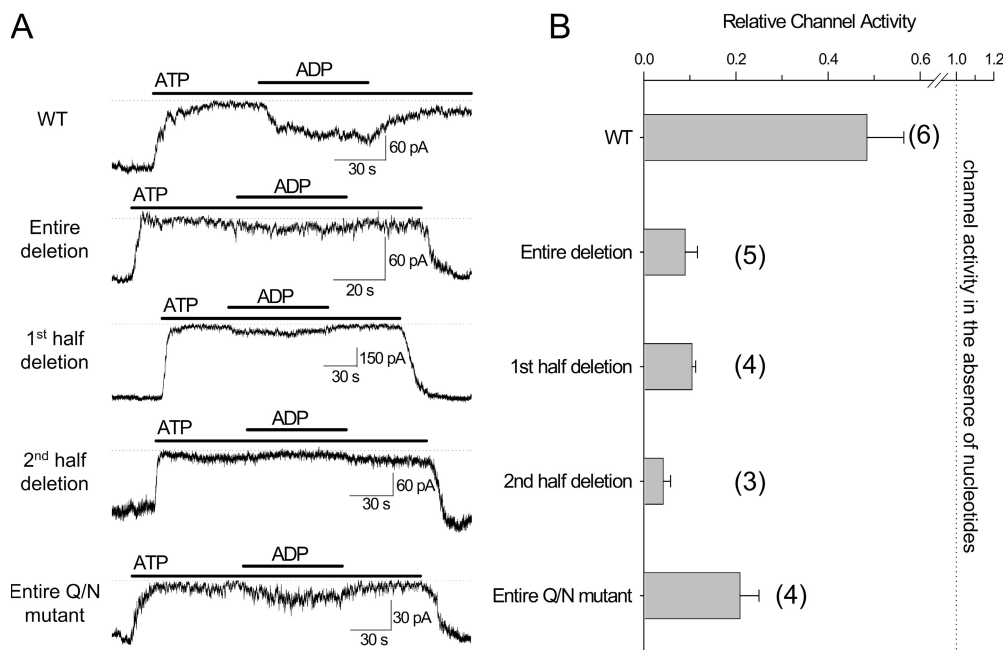 A
ATP
ADP
WT
60 pA
30 s
ATP
ADP
Entire
deletion
60 pA
20 s
ATP
ADP
1st half
deletion
150 pA
30 s
ATP
ADP
2nd half
deletion
60 pA
30 s
ATP
ADP
Entire Q/N
mutant
30 pA
30 s
B
Relative Channel Activity
0.0 0.2 0.4 0.6 1.0 1.2
WT
(6)
Entire deletion
(5)
1st half deletion
(4)
2nd half deletion
(3)
Entire Q/N mutant
(4)
channel activity in the absence of nucleotides